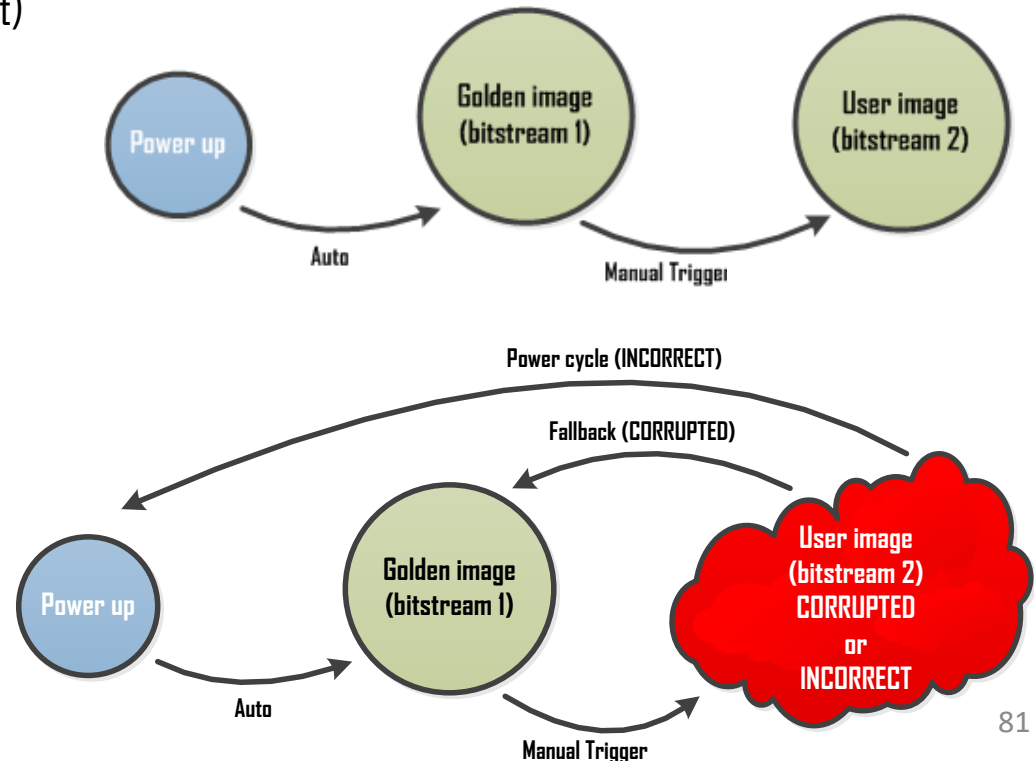 t)
Power up
Golden image
(bitstream 1)
User image
(bitstream 2)
Auto
Manual Trigger
Power cycle (INCORRECT)
Fallback (CORRUPTED)
Power up
Golden image
(bitstream 1)
User image
(bitstream 2)
CORRUPTED
or
INCORRECT
Auto
Manual Trigger
81